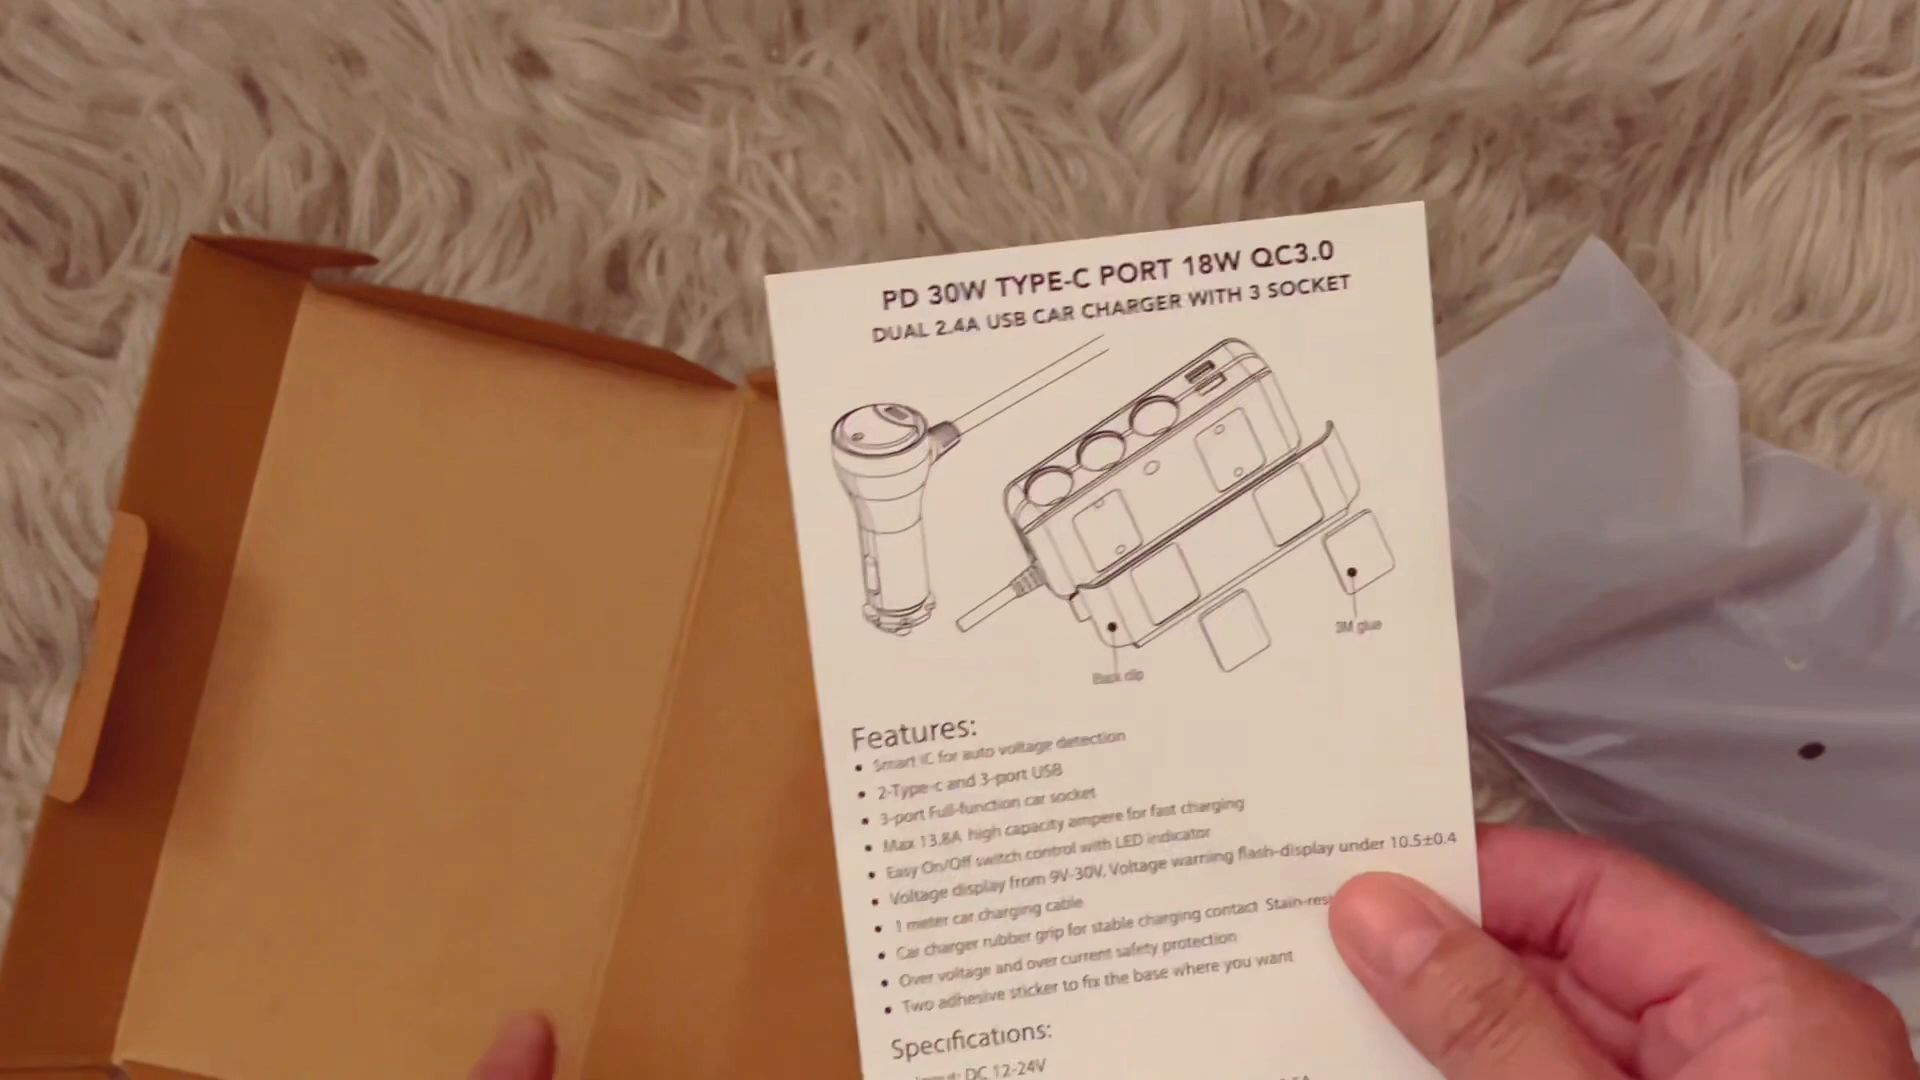 PD 30W TYPE-C PORT 18W QC3.0
DUAL 2.4A USB CAR CHARGER WITH 3 SOCKET
3M glue
Back clip
Features:
• Smart IC for auto voltage detection
• 2-Type-c and 3-port USB
• 3-port Full-function car socket
• Max 13.8A high capacity ampere for fast charging
• Easy On/Off switch control with LED indicator
• Voltage display from 9V-30V, Voltage warning flash-display under 10.5±0.4
• 1 meter car charging cable
• Car charger rubber grip for stable charging contact Stain-resi
• Over voltage and over current safety protection
• Two adhesive sticker to fix the base where you want
Specifications:
DC 12-24V